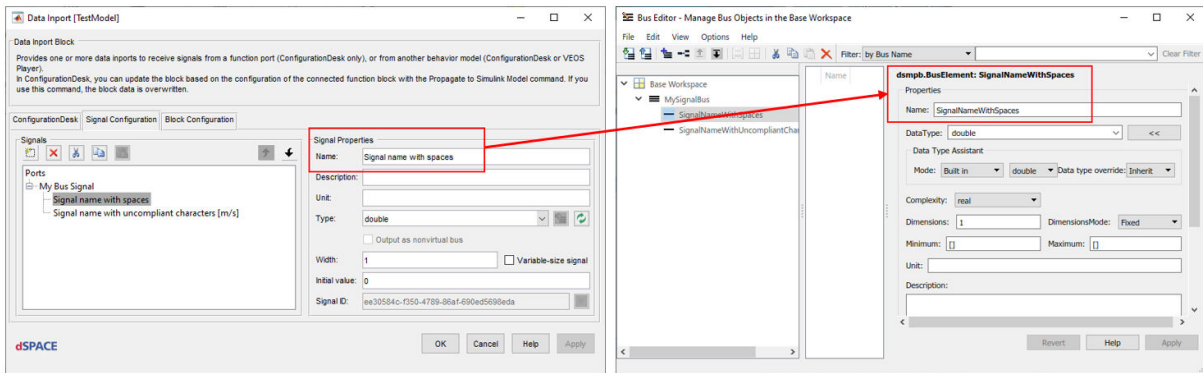 Data Inport [TestModel]
Data Inport Block
Provides one or more data inports to receive signals from a function port (ConfigurationDesk only), or from another behavior model (ConfigurationDesk or VEOS
Player).
In ConfigurationDesk, you can update the block based on the configuration of the connected function block with the Propagate to Simulink Model command. If you
use this command, the block data is overwritten.
ConfigurationDesk Signal Configuration Block Configuration
Signals
Ports
My Bus Signal
Signal name with spaces
Signal name with uncompliant characters [m/s]
Signal Properties
Name: Signal name with spaces
Description:
Unit:
Type: double
Output as nonvirtual bus
Width: 1 Variable-size signal
Initial value: 0
Signal ID: ee30584c-f350-4789-86af-690ed5698eda
dSPACE
OK Cancel Help Apply
Bus Editor - Manage Bus Objects in the Base Workspace
File Edit View Options Help
Filter: by Bus Name Clear Filter
Base Workspace
MySignalBus
SignalNameWithSpaces
SignalNameWithUncompliantChar
Name
dsmpb.BusElement: SignalNameWithSpaces
Properties
Name: SignalNameWithSpaces
DataType: double <<
Data Type Assistant
Mode: Built in double Data type override: Inherit
Complexity: real
Dimensions: 1 DimensionsMode: Fixed
Minimum: [] Maximum: []
Unit:
Description:
Revert Help Apply